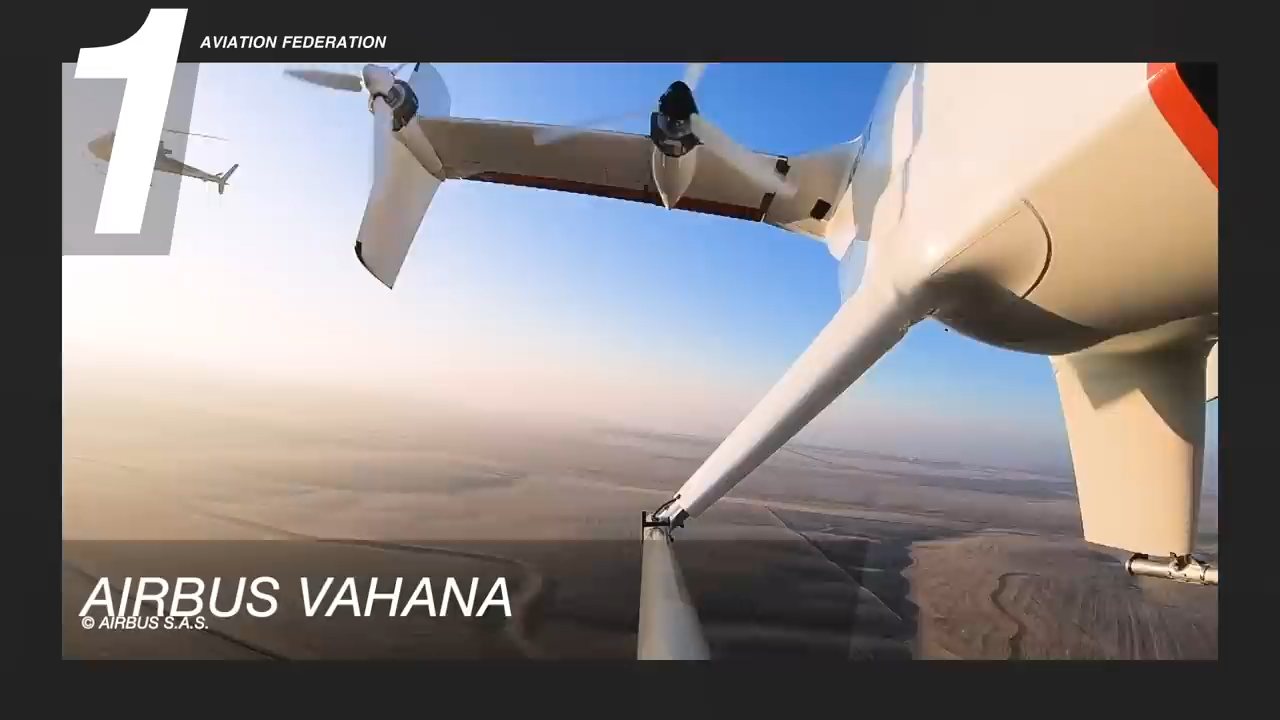 1
AVIATION FEDERATION
AIRBUS VAHANA
© AIRBUS S.A.S.